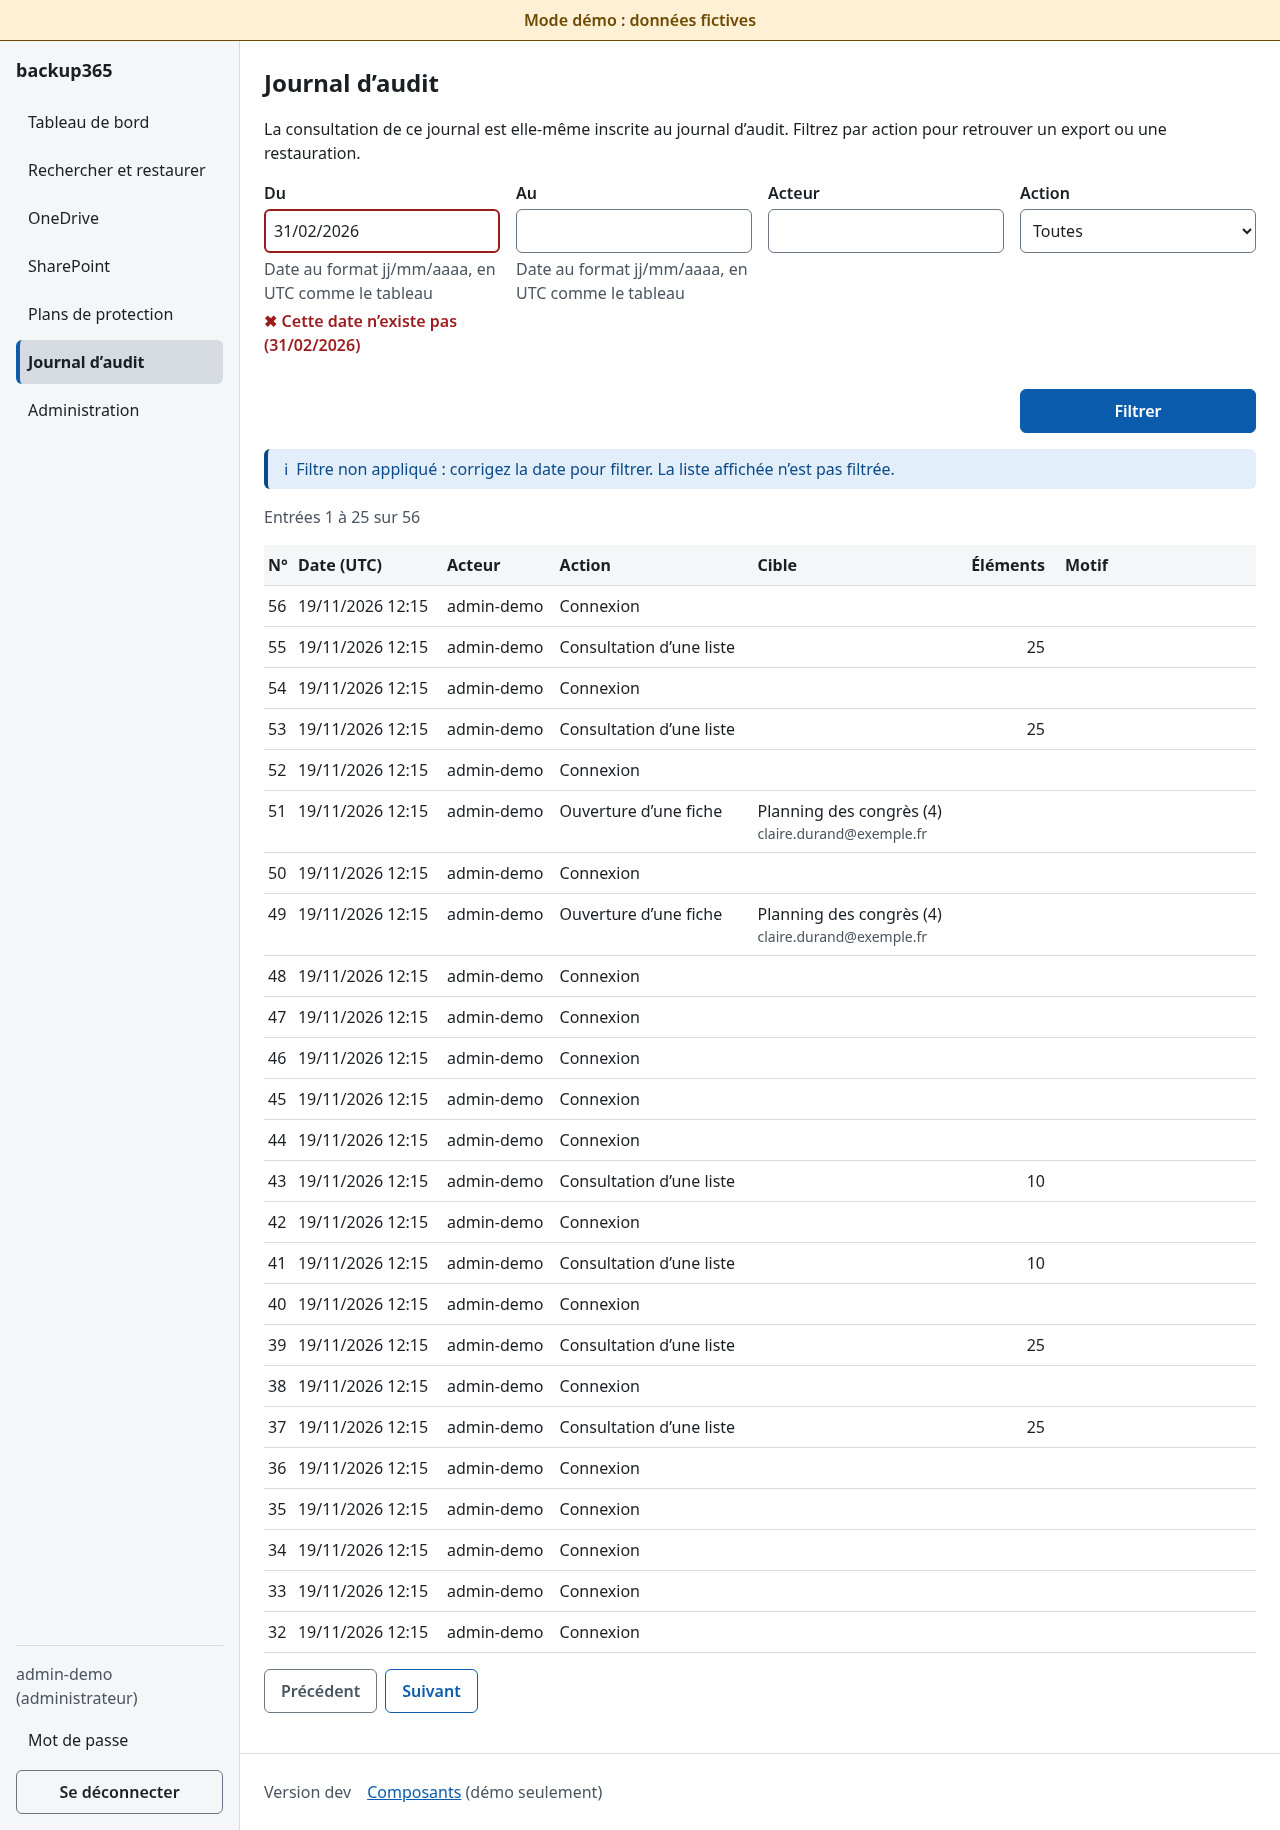 Mode démo : données fictives
backup365
Tableau de bord
Rechercher et restaurer
OneDrive
SharePoint
Plans de protection
Journal d’audit
Administration
admin-demo
(administrateur)
Mot de passe
Se déconnecter
Journal d’audit
La consultation de ce journal est elle-même inscrite au journal d’audit. Filtrez par action pour retrouver un export ou une
restauration.
Du Au Acteur Action
31/02/2026 Toutes
Date au format jj/mm/aaaa, en Date au format jj/mm/aaaa, en
UTC comme le tableau UTC comme le tableau
✖ Cette date n’existe pas
(31/02/2026)
Filtrer
i Filtre non appliqué : corrigez la date pour filtrer. La liste affichée n’est pas filtrée.
Entrées 1 à 25 sur 56
N° Date (UTC) Acteur Action Cible Éléments Motif
56 19/11/2026 12:15 admin-demo Connexion
55 19/11/2026 12:15 admin-demo Consultation d’une liste 25
54 19/11/2026 12:15 admin-demo Connexion
53 19/11/2026 12:15 admin-demo Consultation d’une liste 25
52 19/11/2026 12:15 admin-demo Connexion
51 19/11/2026 12:15 admin-demo Ouverture d’une fiche Planning des congrès (4)
claire.durand@exemple.fr
50 19/11/2026 12:15 admin-demo Connexion
49 19/11/2026 12:15 admin-demo Ouverture d’une fiche Planning des congrès (4)
claire.durand@exemple.fr
48 19/11/2026 12:15 admin-demo Connexion
47 19/11/2026 12:15 admin-demo Connexion
46 19/11/2026 12:15 admin-demo Connexion
45 19/11/2026 12:15 admin-demo Connexion
44 19/11/2026 12:15 admin-demo Connexion
43 19/11/2026 12:15 admin-demo Consultation d’une liste 10
42 19/11/2026 12:15 admin-demo Connexion
41 19/11/2026 12:15 admin-demo Consultation d’une liste 10
40 19/11/2026 12:15 admin-demo Connexion
39 19/11/2026 12:15 admin-demo Consultation d’une liste 25
38 19/11/2026 12:15 admin-demo Connexion
37 19/11/2026 12:15 admin-demo Consultation d’une liste 25
36 19/11/2026 12:15 admin-demo Connexion
35 19/11/2026 12:15 admin-demo Connexion
34 19/11/2026 12:15 admin-demo Connexion
33 19/11/2026 12:15 admin-demo Connexion
32 19/11/2026 12:15 admin-demo Connexion
Précédent Suivant
Version dev Composants (démo seulement)